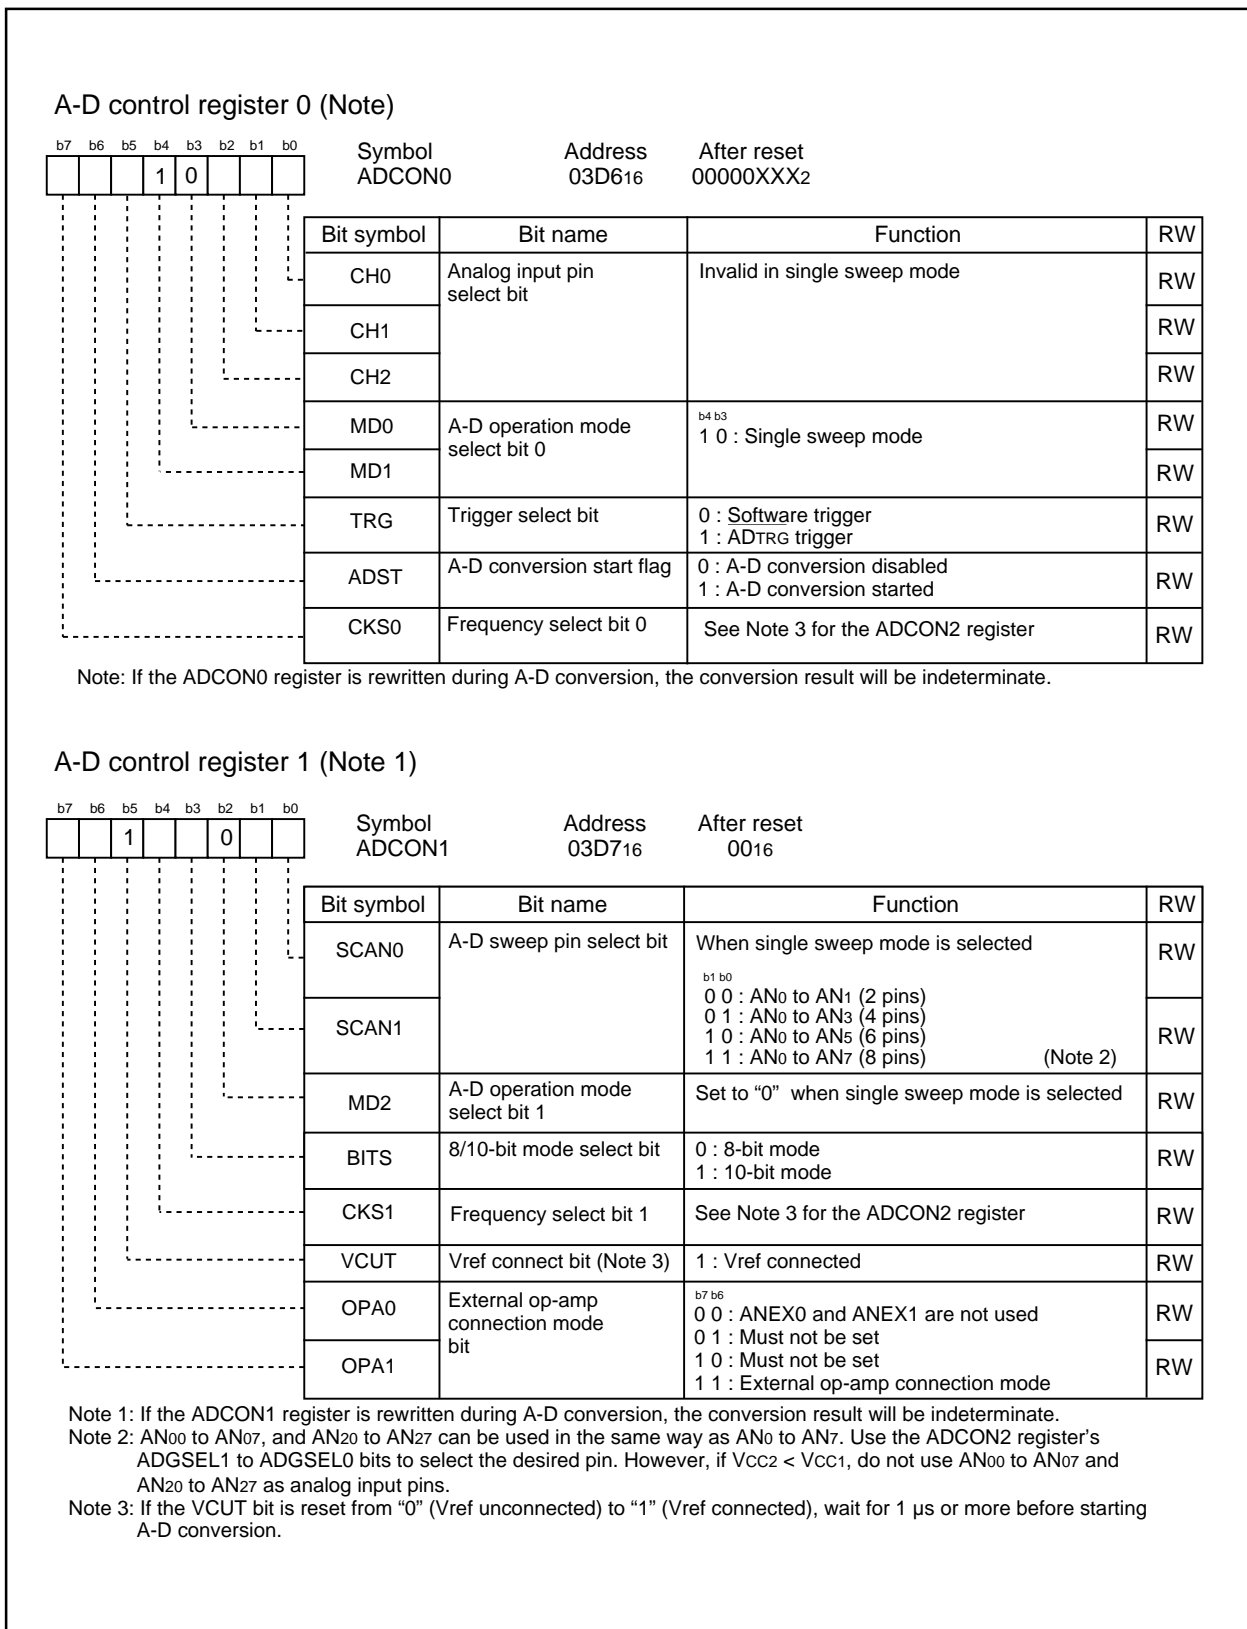 A-D control register 0 (Note)
b7 b6 b5 b4 b3 b2 b1 b0
1 0
Symbol Address After reset
ADCON0 03D616 00000XXX2
Bit symbol Bit name Function RW
CH0 Analog input pin select bit Invalid in single sweep mode RW
CH1 RW
CH2 RW
MD0 A-D operation mode select bit 0 b4 b3 RW
1 0 : Single sweep mode
MD1 RW
TRG Trigger select bit 0 : Software trigger RW
1 : ADTRG trigger
ADST A-D conversion start flag 0 : A-D conversion disabled RW
1 : A-D conversion started
CKS0 Frequency select bit 0 See Note 3 for the ADCON2 register RW
Note: If the ADCON0 register is rewritten during A-D conversion, the conversion result will be indeterminate.
A-D control register 1 (Note 1)
b7 b6 b5 b4 b3 b2 b1 b0
1 0
Symbol Address After reset
ADCON1 03D716 0016
Bit symbol Bit name Function RW
SCAN0 A-D sweep pin select bit When single sweep mode is selected RW
b1 b0
0 0 : AN0 to AN1 (2 pins)
0 1 : AN0 to AN3 (4 pins)
SCAN1 1 0 : AN0 to AN5 (6 pins) RW
1 1 : AN0 to AN7 (8 pins) (Note 2)
MD2 A-D operation mode select bit 1 Set to “0” when single sweep mode is selected RW
BITS 8/10-bit mode select bit 0 : 8-bit mode RW
1 : 10-bit mode
CKS1 Frequency select bit 1 See Note 3 for the ADCON2 register RW
VCUT Vref connect bit (Note 3) 1 : Vref connected RW
OPA0 External op-amp connection mode bit b7 b6 RW
0 0 : ANEX0 and ANEX1 are not used
0 1 : Must not be set
OPA1 1 0 : Must not be set RW
1 1 : External op-amp connection mode
Note 1: If the ADCON1 register is rewritten during A-D conversion, the conversion result will be indeterminate.
Note 2: AN00 to AN07, and AN20 to AN27 can be used in the same way as AN0 to AN7. Use the ADCON2 register’s
ADGSEL1 to ADGSEL0 bits to select the desired pin. However, if VCC2 < VCC1, do not use AN00 to AN07 and
AN20 to AN27 as analog input pins.
Note 3: If the VCUT bit is reset from “0” (Vref unconnected) to “1” (Vref connected), wait for 1 µs or more before starting
A-D conversion.